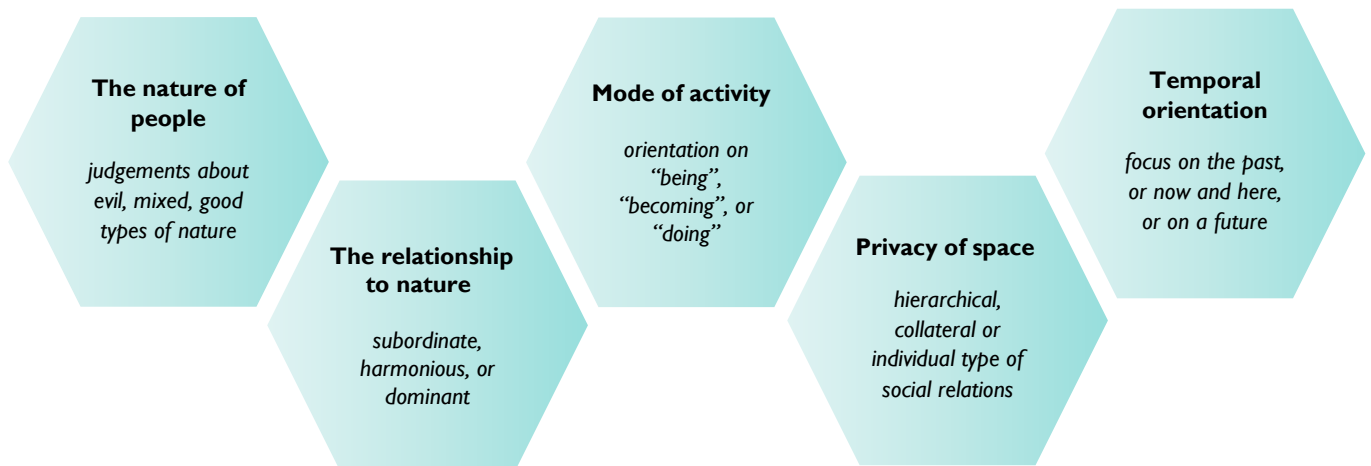 The nature of
people
judgements about
evil, mixed, good
types of nature
The relationship
to nature
subordinate,
harmonious, or
dominant
Mode of activity
orientation on
“being”,
“becoming”, or
“doing”
Privacy of space
hierarchical,
collateral or
individual type of
social relations
Temporal
orientation
focus on the past,
or now and here,
or on a future